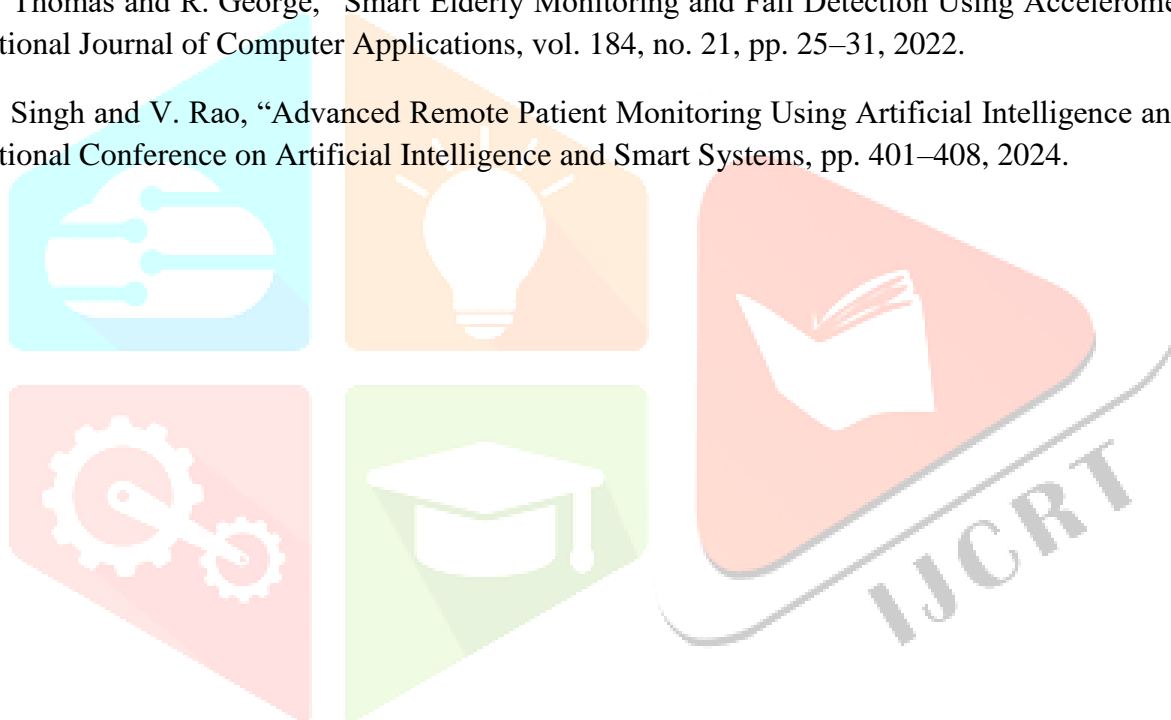 Thomas and R. George, "Smart Elderly Monitoring and Fall Detection Using
tional Journal of Computer Applications, vol. 184, no. 21, pp. 25–31, 2022.
Singh and V. Rao, “Advanced Remote Patient Monitoring Using Artificial Intelligence an
tional Conference on Artificial Intelligence and Smart Systems, pp. 401–408, 2024.
IJCRT